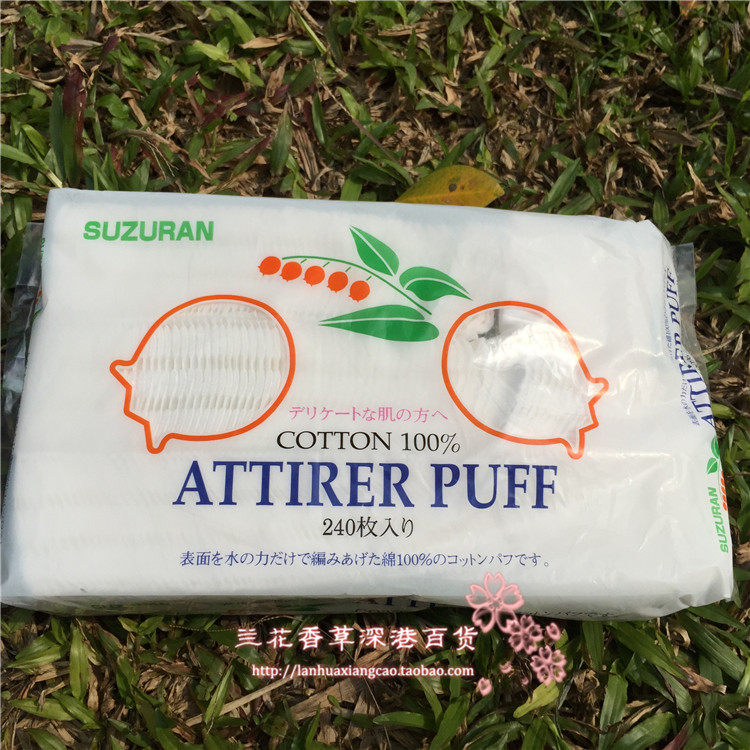 SUZURAN
デリケートな肌の方へ
COTTON 100%
ATTIRER PUFF
240枚入り
表面を水の力だけで編みあげた綿100%のコットンパフです。
ATTIRER PUFF
SUZURAN
兰花香草深港百货
http://lanhuaxiangcao.taobao.com